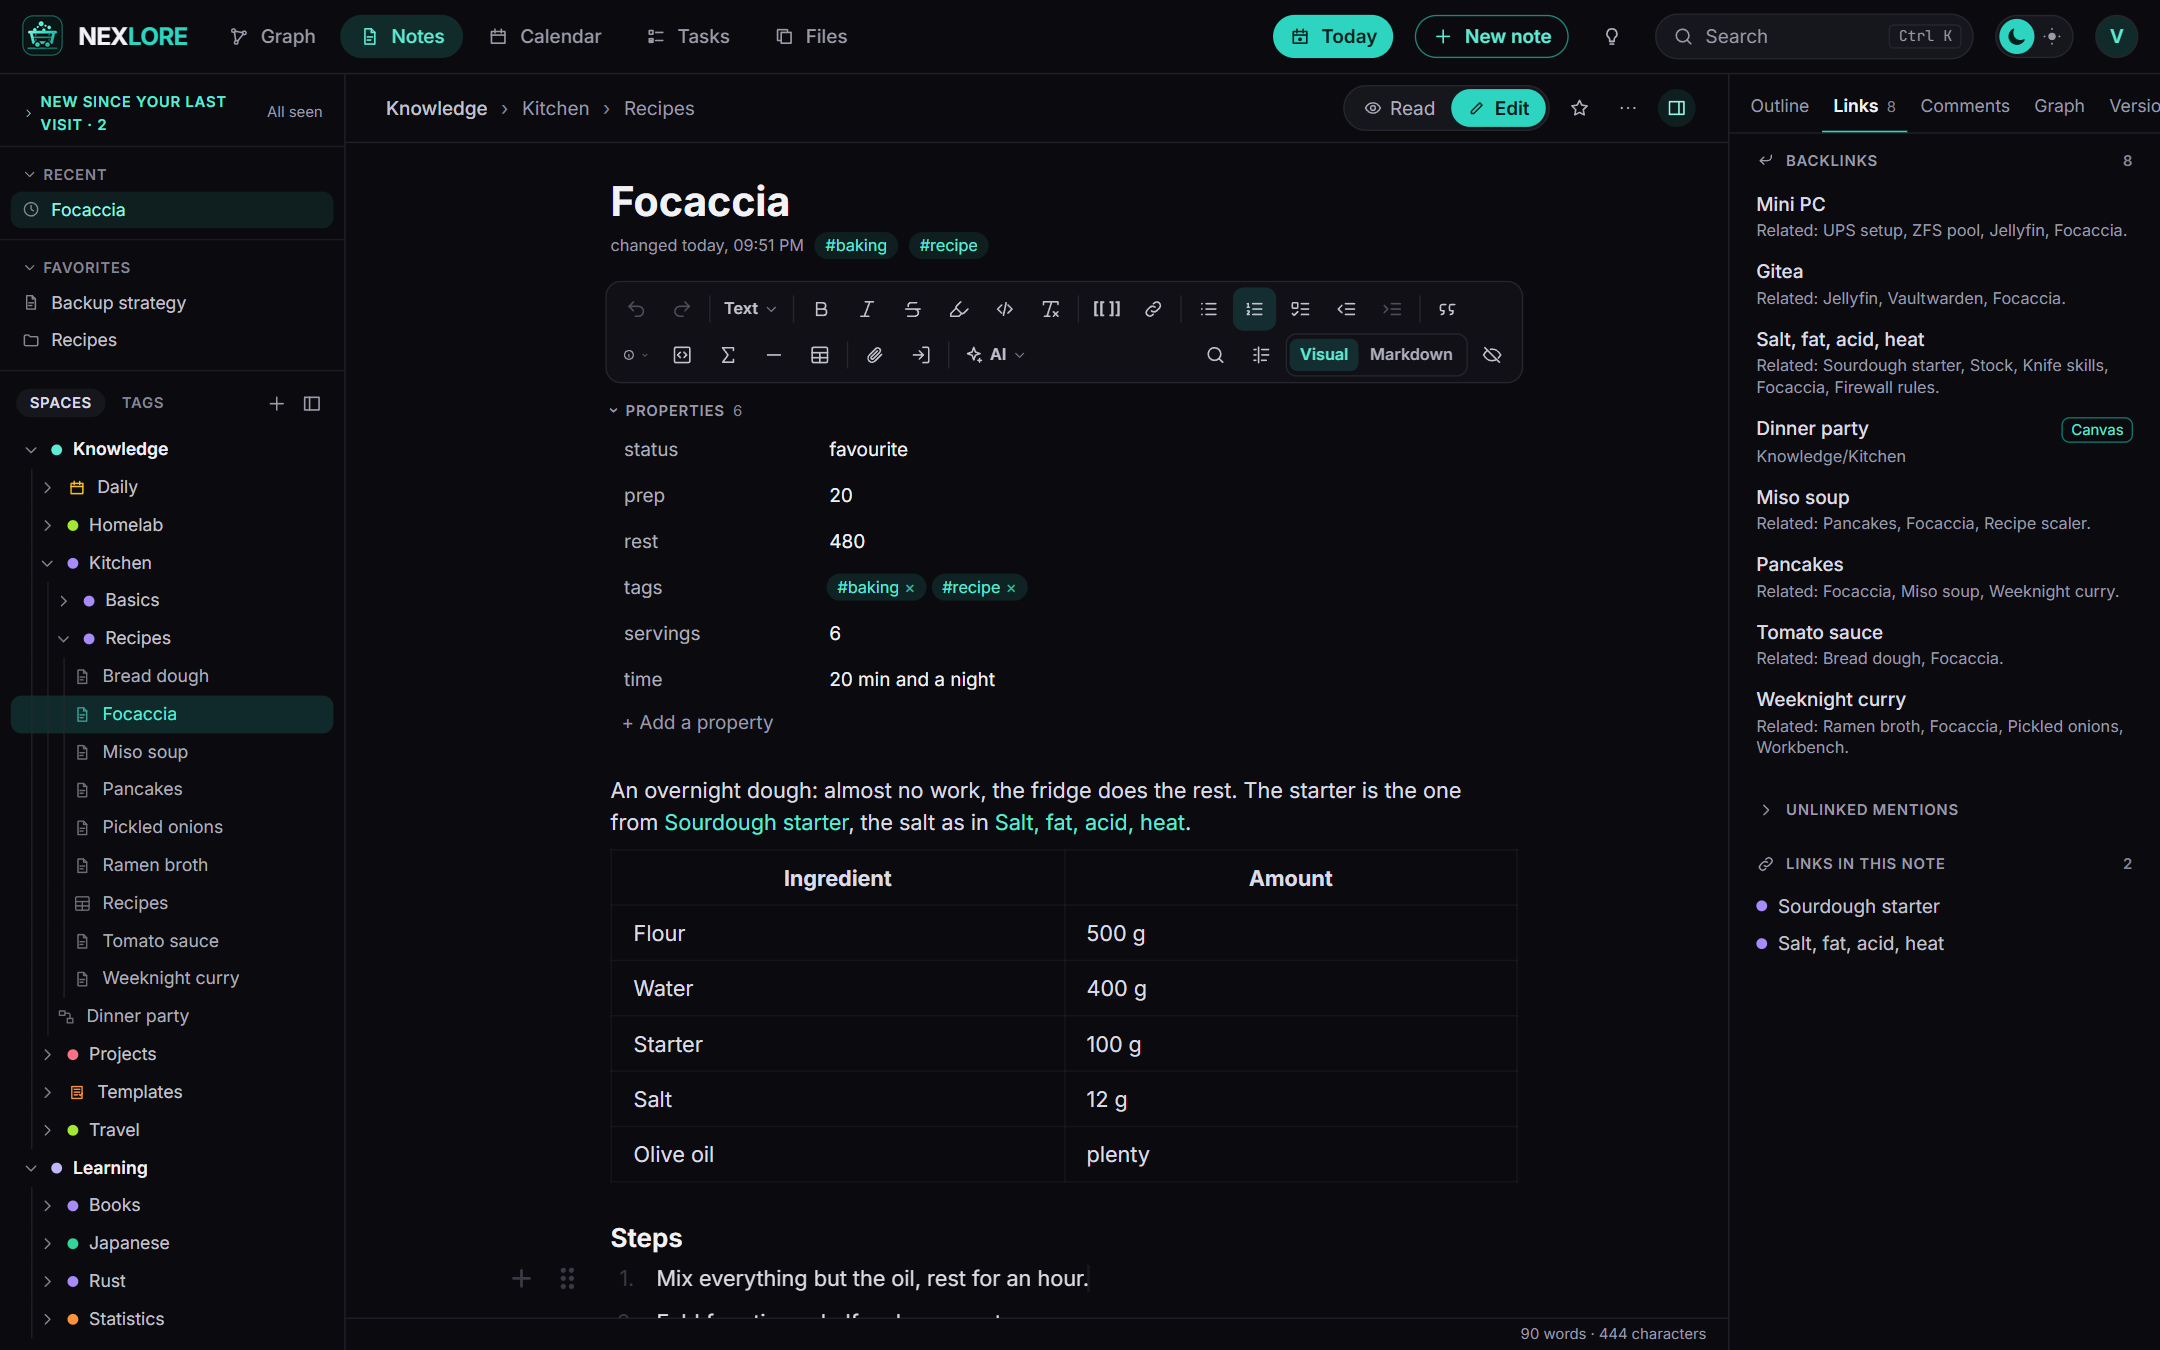 NEXLORE
Graph
Notes
Calendar
Tasks
Files
Today
New note
Search
Ctrl K
V
NEW SINCE YOUR LAST
VISIT · 2
All seen
RECENT
Focaccia
FAVORITES
Backup strategy
Recipes
SPACES
TAGS
Knowledge
Daily
Homelab
Kitchen
Basics
Recipes
Bread dough
Focaccia
Miso soup
Pancakes
Pickled onions
Ramen broth
Recipes
Tomato sauce
Weeknight curry
Dinner party
Projects
Templates
Travel
Learning
Books
Japanese
Rust
Statistics
Knowledge › Kitchen › Recipes
Read
Edit
Focaccia
changed today, 09:51 PM #baking #recipe
Text
AI
Visual
Markdown
PROPERTIES 6
status favourite
prep 20
rest 480
tags #baking × #recipe ×
servings 6
time 20 min and a night
+ Add a property
An overnight dough: almost no work, the fridge does the rest. The starter is the one
from Sourdough starter, the salt as in Salt, fat, acid, heat.
Ingredient Amount
Flour 500 g
Water 400 g
Starter 100 g
Salt 12 g
Olive oil plenty
Steps
1. Mix everything but the oil, rest for an hour.
90 words · 444 characters
Outline
Links 8
Comments
Graph
Versio
BACKLINKS 8
Mini PC
Related: UPS setup, ZFS pool, Jellyfin, Focaccia.
Gitea
Related: Jellyfin, Vaultwarden, Focaccia.
Salt, fat, acid, heat
Related: Sourdough starter, Stock, Knife skills,
Focaccia, Firewall rules.
Dinner party Canvas
Knowledge/Kitchen
Miso soup
Related: Pancakes, Focaccia, Recipe scaler.
Pancakes
Related: Focaccia, Miso soup, Weeknight curry.
Tomato sauce
Related: Bread dough, Focaccia.
Weeknight curry
Related: Ramen broth, Focaccia, Pickled onions,
Workbench.
UNLINKED MENTIONS
LINKS IN THIS NOTE 2
Sourdough starter
Salt, fat, acid, heat